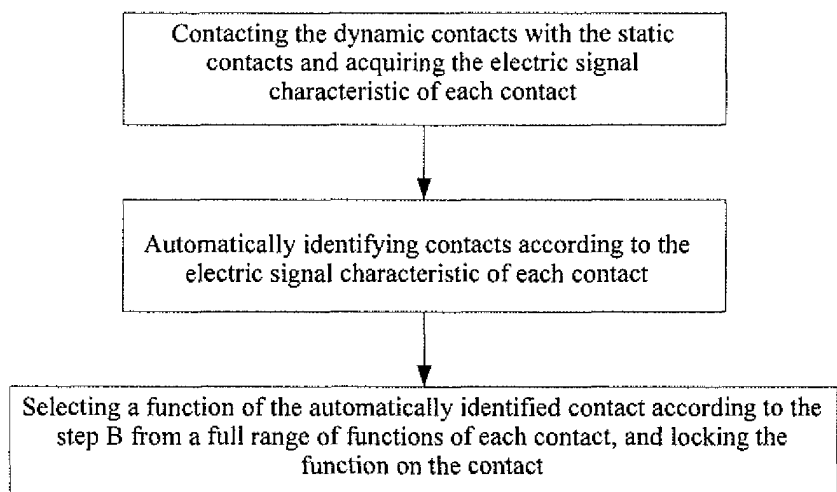 Contacting the dynamic contacts with the static
contacts and acquiring the electric signal
characteristic of each contact
Automatically identifying contacts according to the
electric signal characteristic of each contact
Selecting a function of the automatically identified contact according to the
step B from a full range of functions of each contact, and locking the
function on the contact